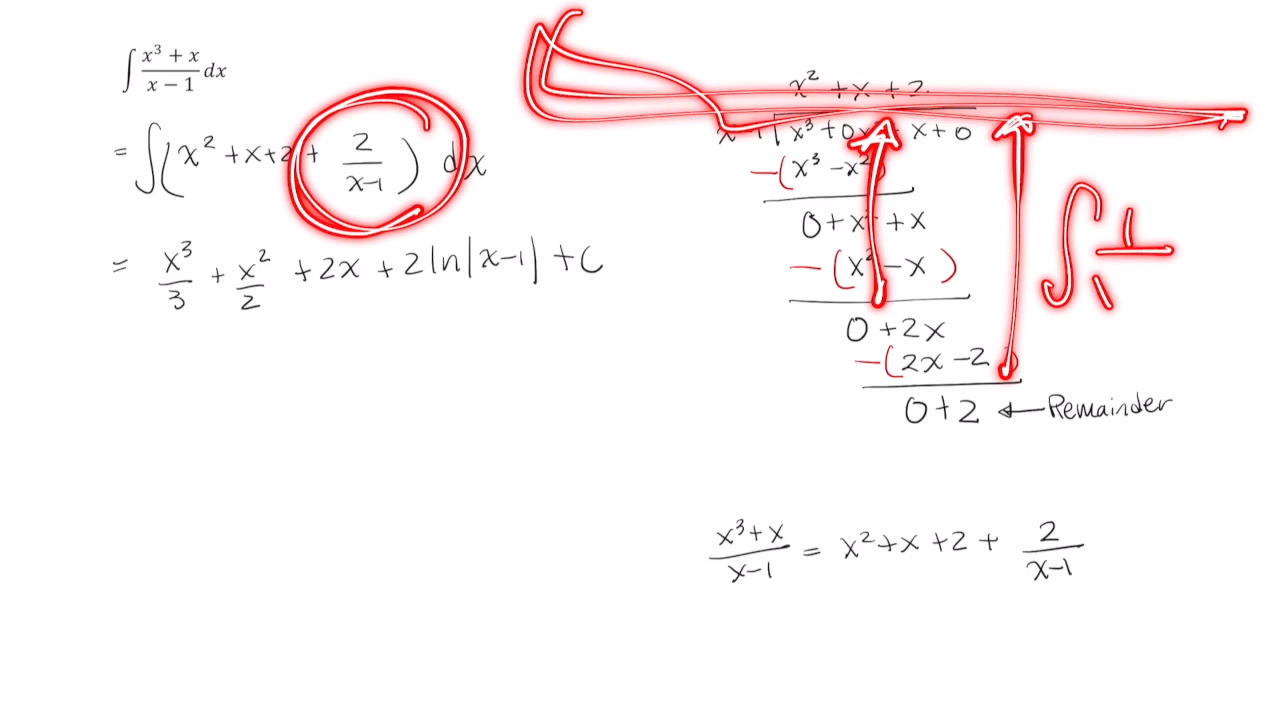 ∫ (x³ + x)/(x − 1) dx
= ∫(x² + x + 2 + 2/(x-1)) dx
= x³/3 + x²/2 + 2x + 2 ln|x-1| + C
x² + x + 2
x³ + 0x² + x + 0
-(x³ - x²)
0 + x² + x
-(x² - x)
0 + 2x
-(2x - 2)
0 + 2 ← Remainder
∫ 1/
(x³+x)/(x-1) = x² + x + 2 + 2/(x-1)